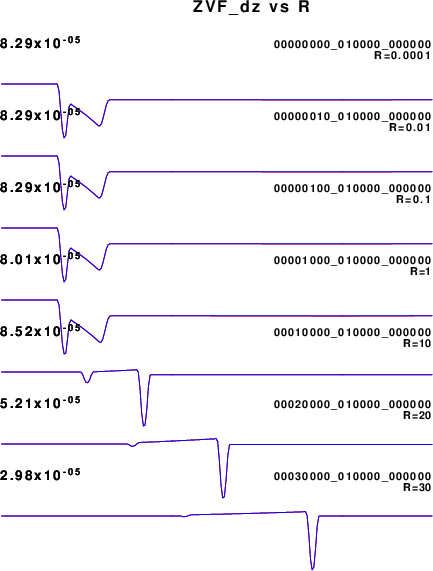 ZVF_dz vs R
8.29x10^-05 00000000_010000_000000
R=0.0001
8.29x10^-05 00000010_010000_000000
R=0.01
8.29x10^-05 00000100_010000_000000
R=0.1
8.01x10^-05 00001000_010000_000000
R=1
8.52x10^-05 00010000_010000_000000
R=10
5.21x10^-05 00020000_010000_000000
R=20
2.98x10^-05 00030000_010000_000000
R=30